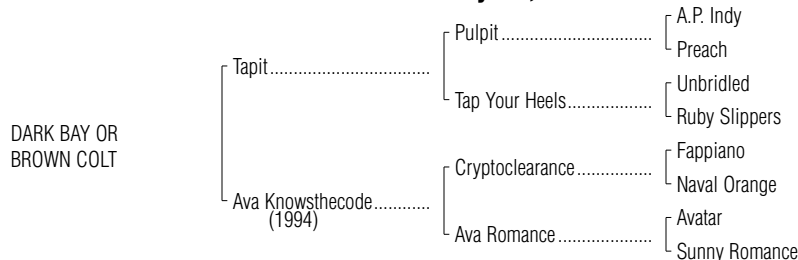 A.P. Indy
Pulpit
Preach
Tapit
Unbridled
Tap Your Heels
Ruby Slippers
DARK BAY OR
BROWN COLT
Fappiano
Cryptoclearance
Naval Orange
Ava Knowsthecode
(1994)
Avatar
Ava Romance
Sunny Romance